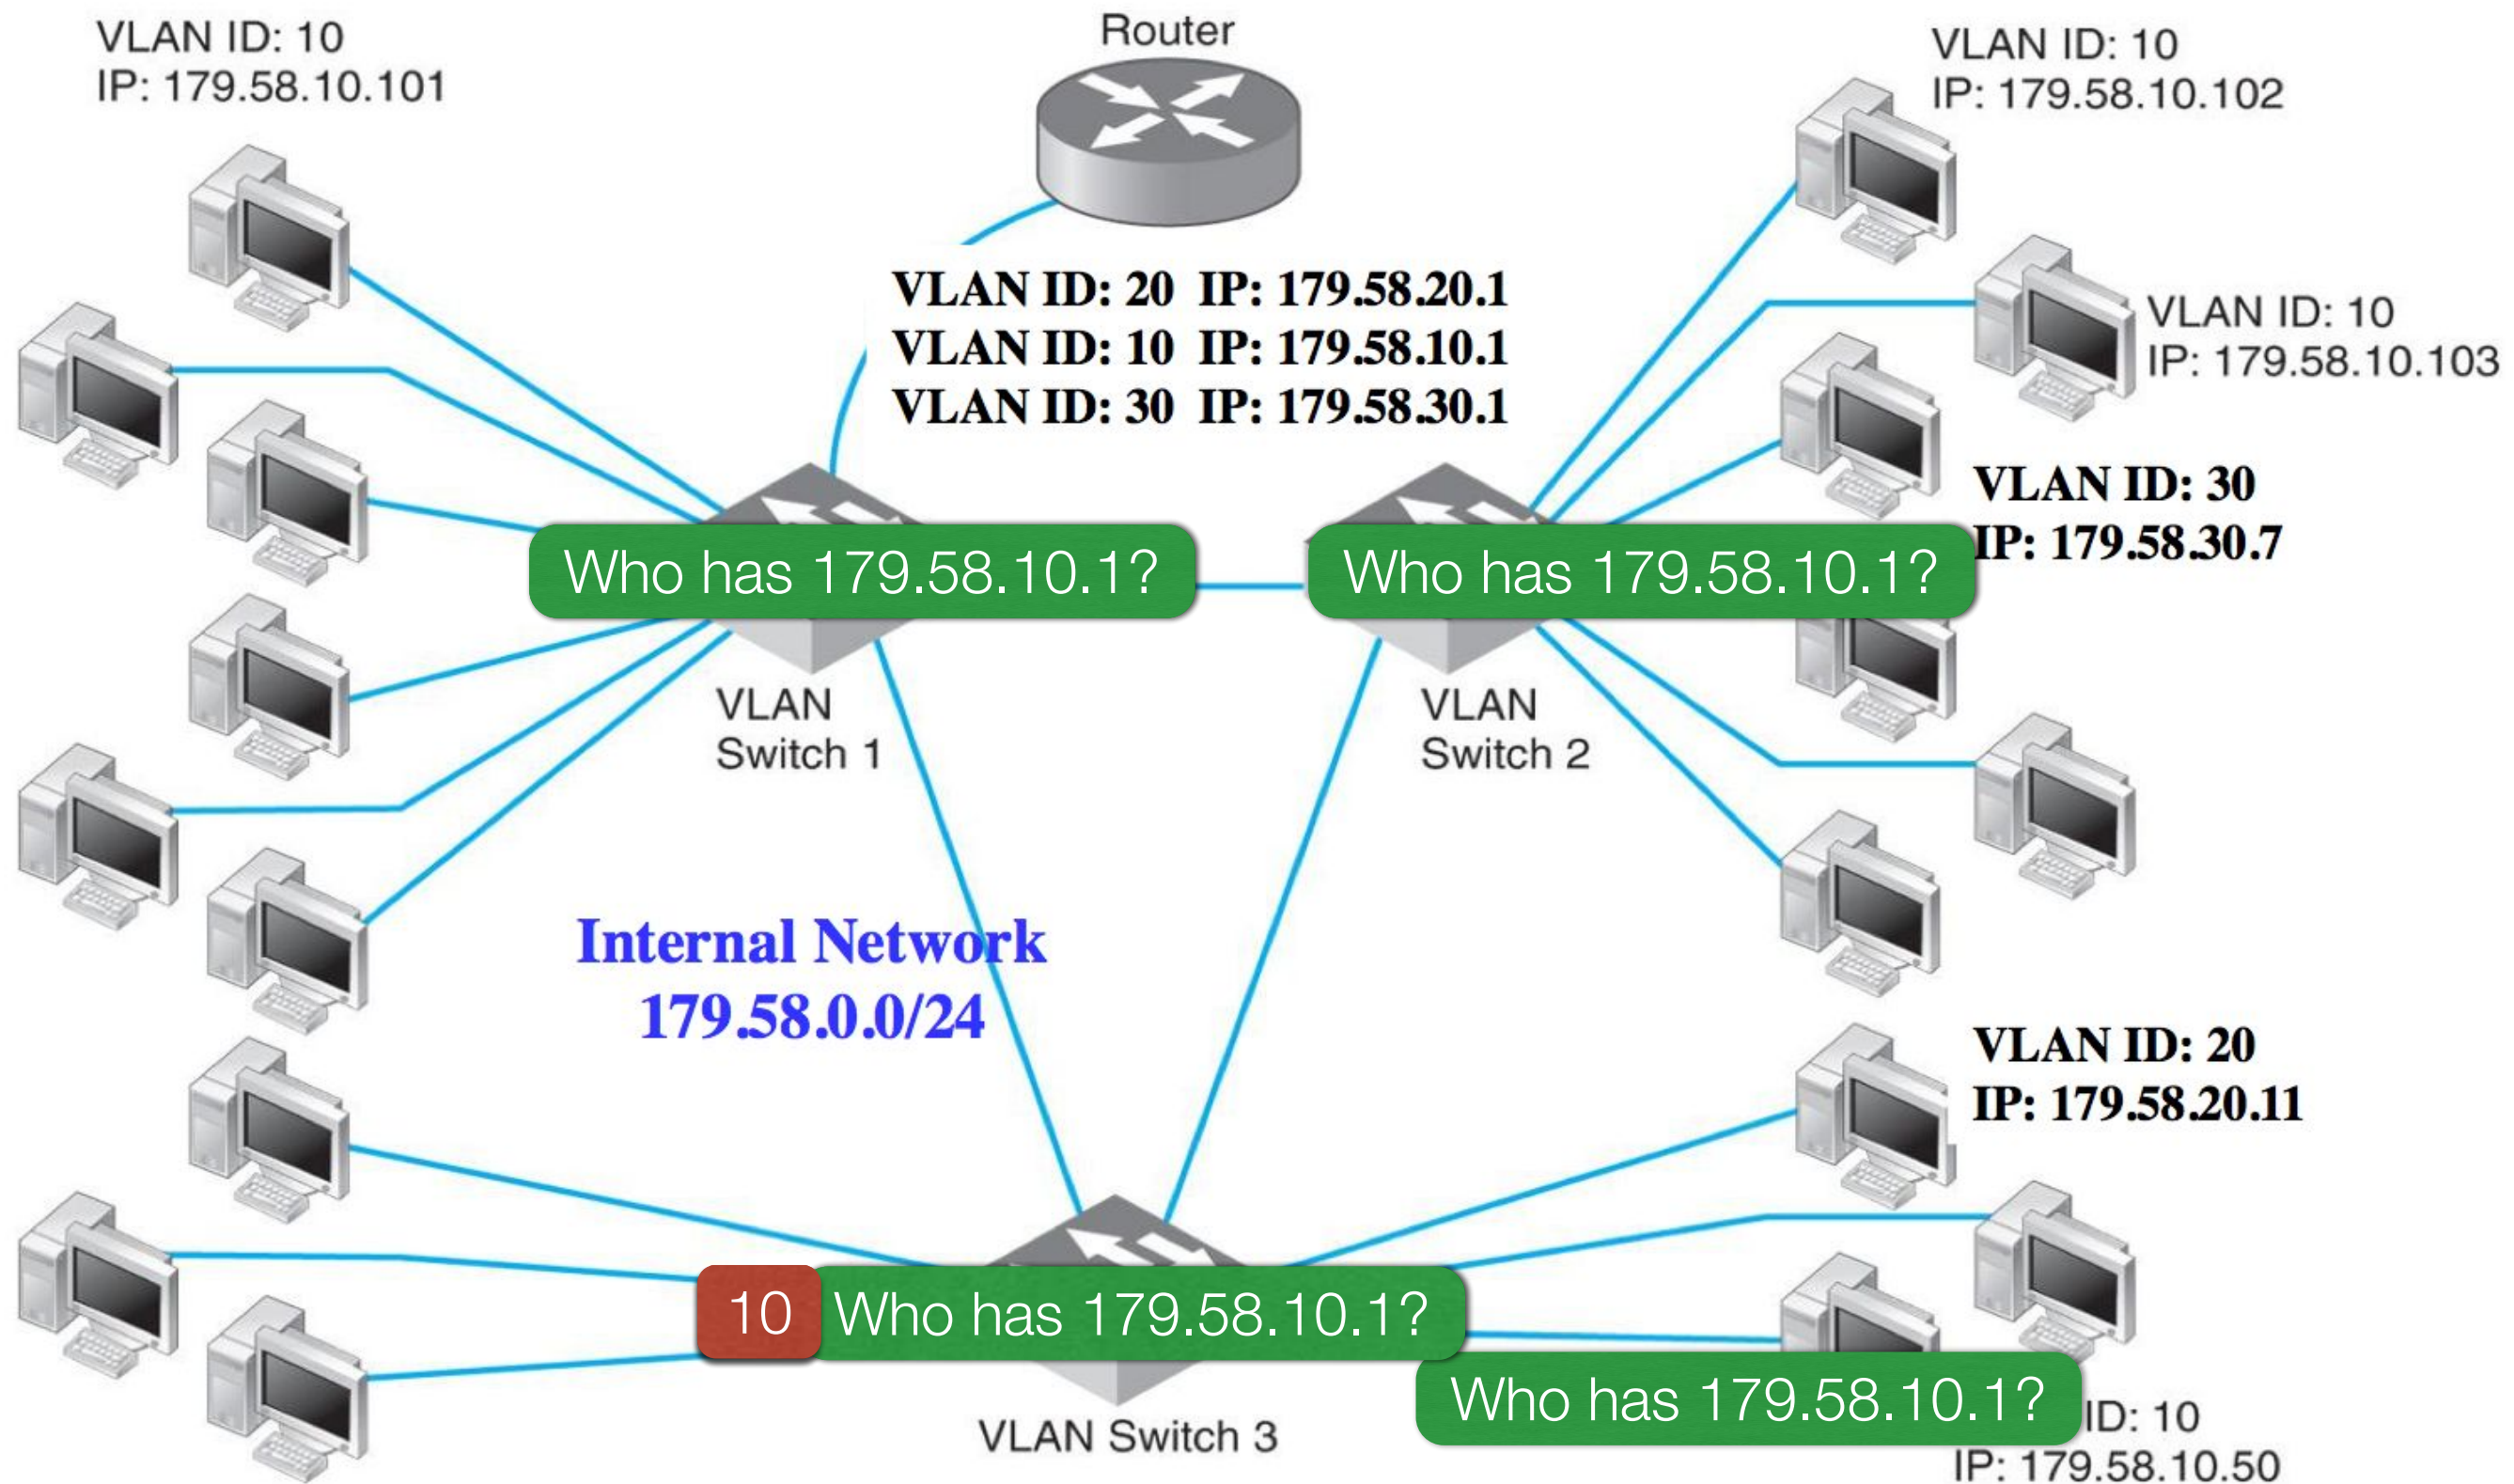 VLAN ID: 10
IP: 179.58.10.101
Router
VLAN ID: 10
IP: 179.58.10.102
VLAN ID: 20 IP: 179.58.20.1
VLAN ID: 10 IP: 179.58.10.1
VLAN ID: 30 IP: 179.58.30.1
VLAN ID: 10
IP: 179.58.10.103
VLAN ID: 30
IP: 179.58.30.7
Who has 179.58.10.1?
Who has 179.58.10.1?
VLAN
Switch 1
VLAN
Switch 2
Internal Network
179.58.0.0/24
VLAN ID: 20
IP: 179.58.20.11
10 Who has 179.58.10.1?
Who has 179.58.10.1?
VLAN Switch 3
ID: 10
IP: 179.58.10.50